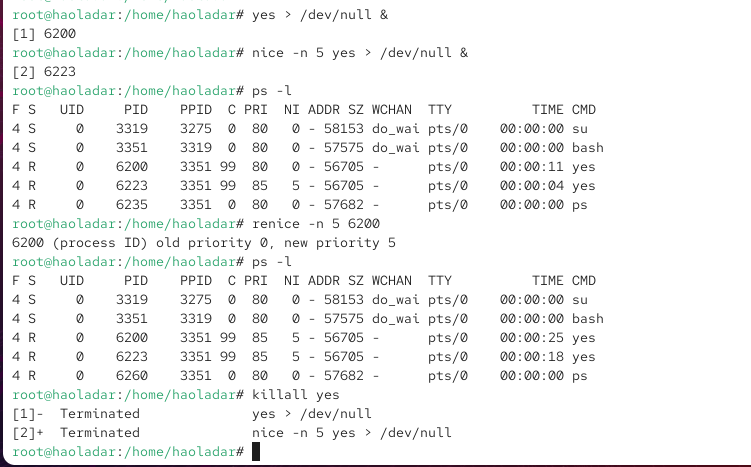 root@haoladar:/home/haoladar# yes > /dev/null &
[1] 6200
root@haoladar:/home/haoladar# nice -n 5 yes > /dev/null &
[2] 6223
root@haoladar:/home/haoladar# ps -l
F S   UID     PID    PPID  C PRI  NI ADDR SZ WCHAN  TTY        TIME CMD
4 S     0    3319    3275  0  80   0 - 58153 do_wai pts/0    00:00:00 su
4 S     0    3351    3319  0  80   0 - 57575 do_wai pts/0    00:00:00 bash
4 R     0    6200    3351 99  80   0 - 56705 -      pts/0    00:00:11 yes
4 R     0    6223    3351 99  85   5 - 56705 -      pts/0    00:00:04 yes
4 R     0    6235    3351  0  80   0 - 57682 -      pts/0    00:00:00 ps
root@haoladar:/home/haoladar# renice -n 5 6200
6200 (process ID) old priority 0, new priority 5
root@haoladar:/home/haoladar# ps -l
F S   UID     PID    PPID  C PRI  NI ADDR SZ WCHAN  TTY        TIME CMD
4 S     0    3319    3275  0  80   0 - 58153 do_wai pts/0    00:00:00 su
4 S     0    3351    3319  0  80   0 - 57575 do_wai pts/0    00:00:00 bash
4 R     0    6200    3351 99  85   5 - 56705 -      pts/0    00:00:25 yes
4 R     0    6223    3351 99  85   5 - 56705 -      pts/0    00:00:18 yes
4 R     0    6260    3351  0  80   0 - 57682 -      pts/0    00:00:00 ps
root@haoladar:/home/haoladar# killall yes
[1]-  Terminated              yes > /dev/null
[2]+  Terminated              nice -n 5 yes > /dev/null
root@haoladar:/home/haoladar#